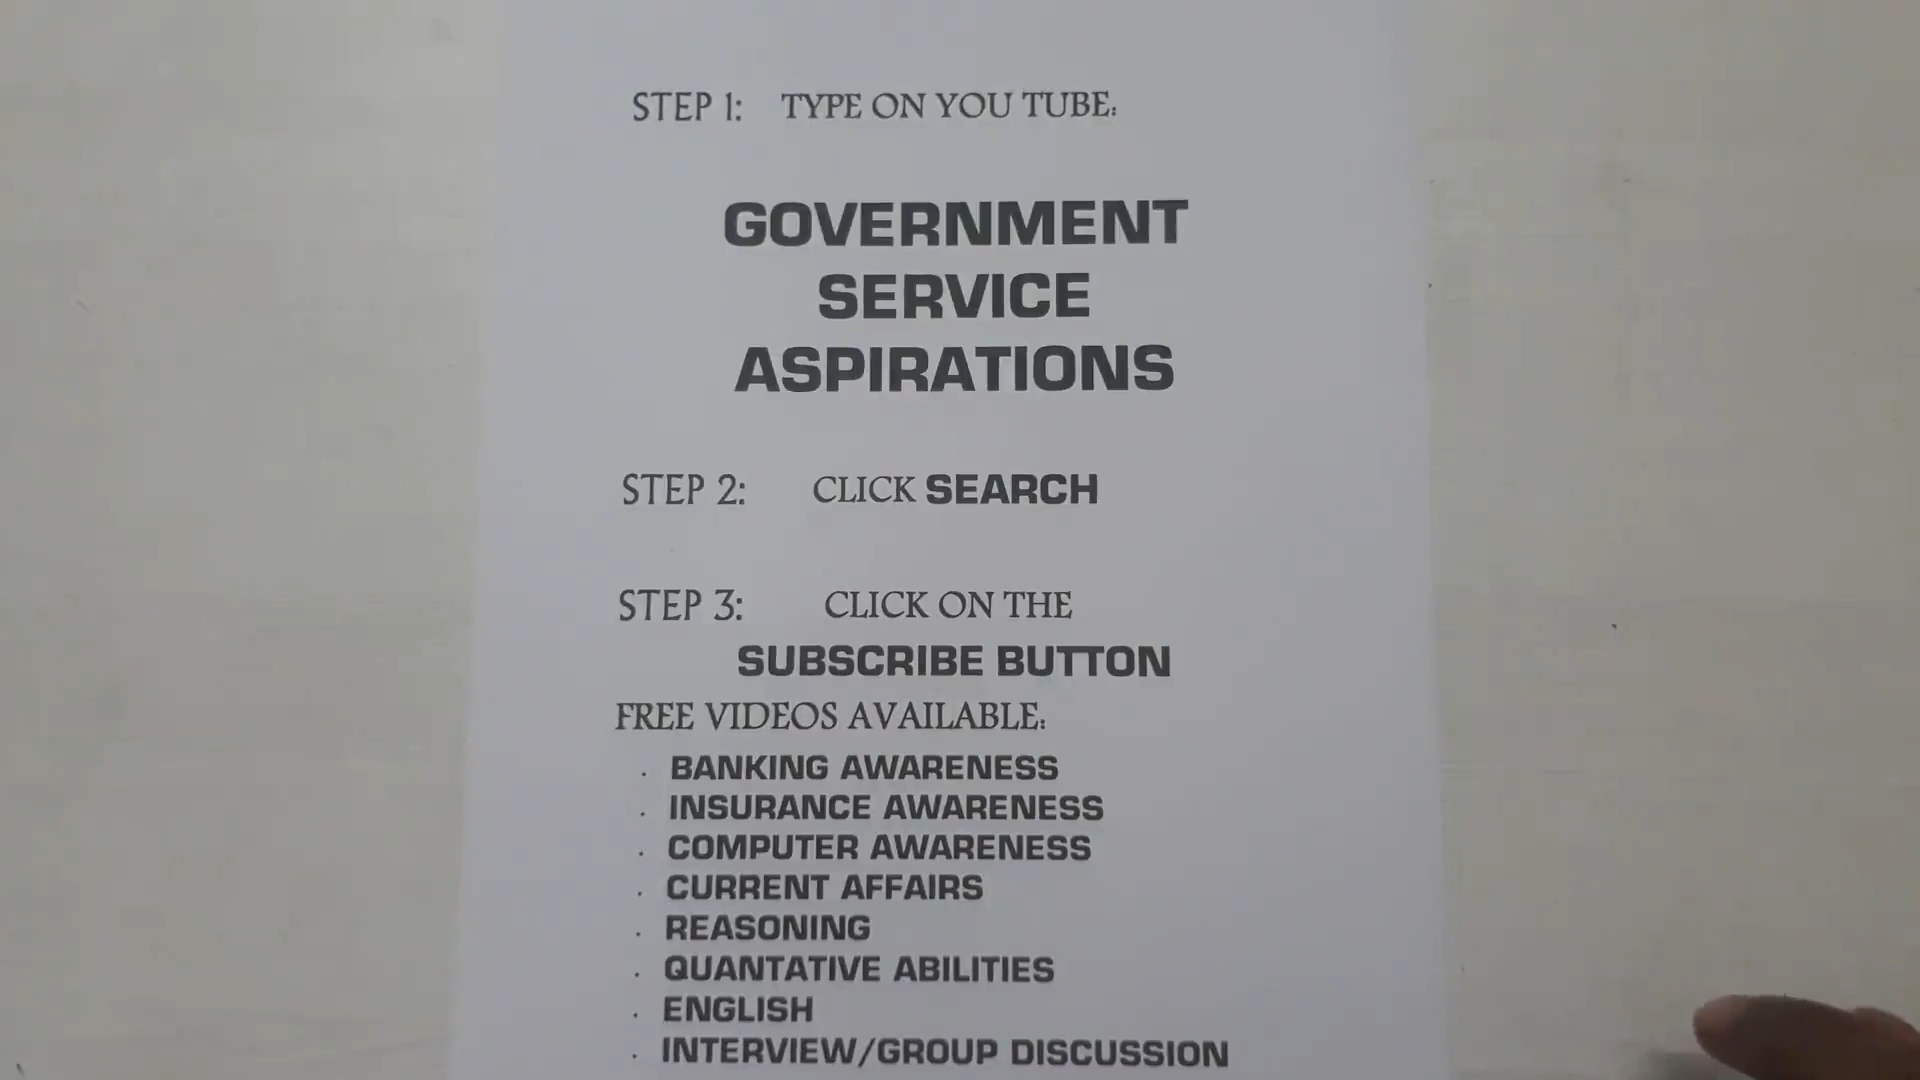 STEP 1: TYPE ON YOU TUBE:
GOVERNMENT
SERVICE
ASPIRATIONS
STEP 2: CLICK SEARCH
STEP 3: CLICK ON THE
SUBSCRIBE BUTTON
FREE VIDEOS AVAILABLE:
· BANKING AWARENESS
· INSURANCE AWARENESS
· COMPUTER AWARENESS
· CURRENT AFFAIRS
· REASONING
· QUANTATIVE ABILITIES
· ENGLISH
· INTERVIEW/GROUP DISCUSSION